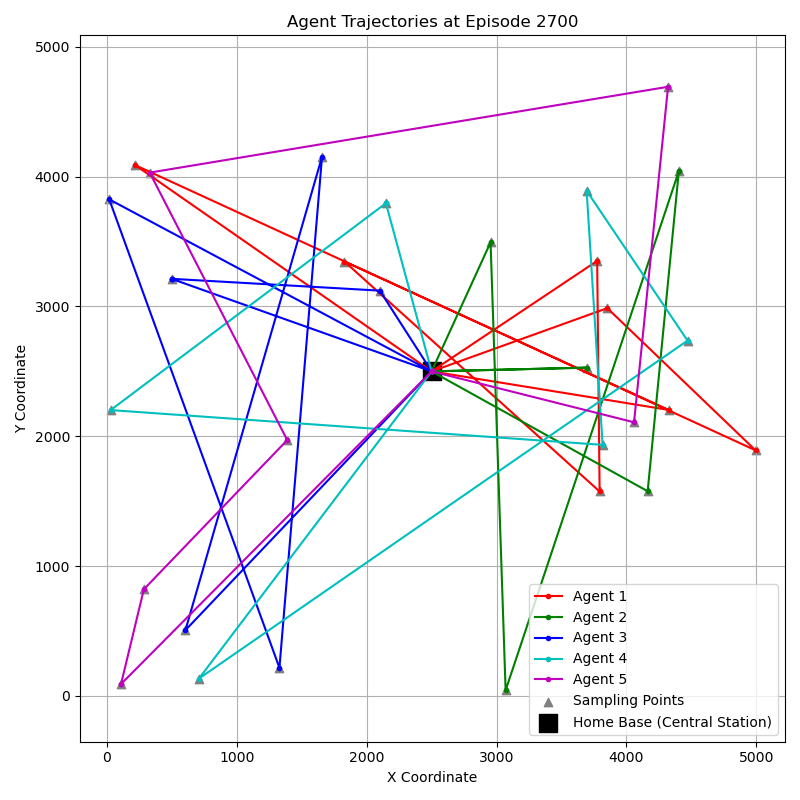 Agent Trajectories at Episode 2700
Y Coordinate
5000
4000
3000
2000
1000
0
0 1000 2000 3000 4000 5000
X Coordinate
Agent 1
Agent 2
Agent 3
Agent 4
Agent 5
Sampling Points
Home Base (Central Station)